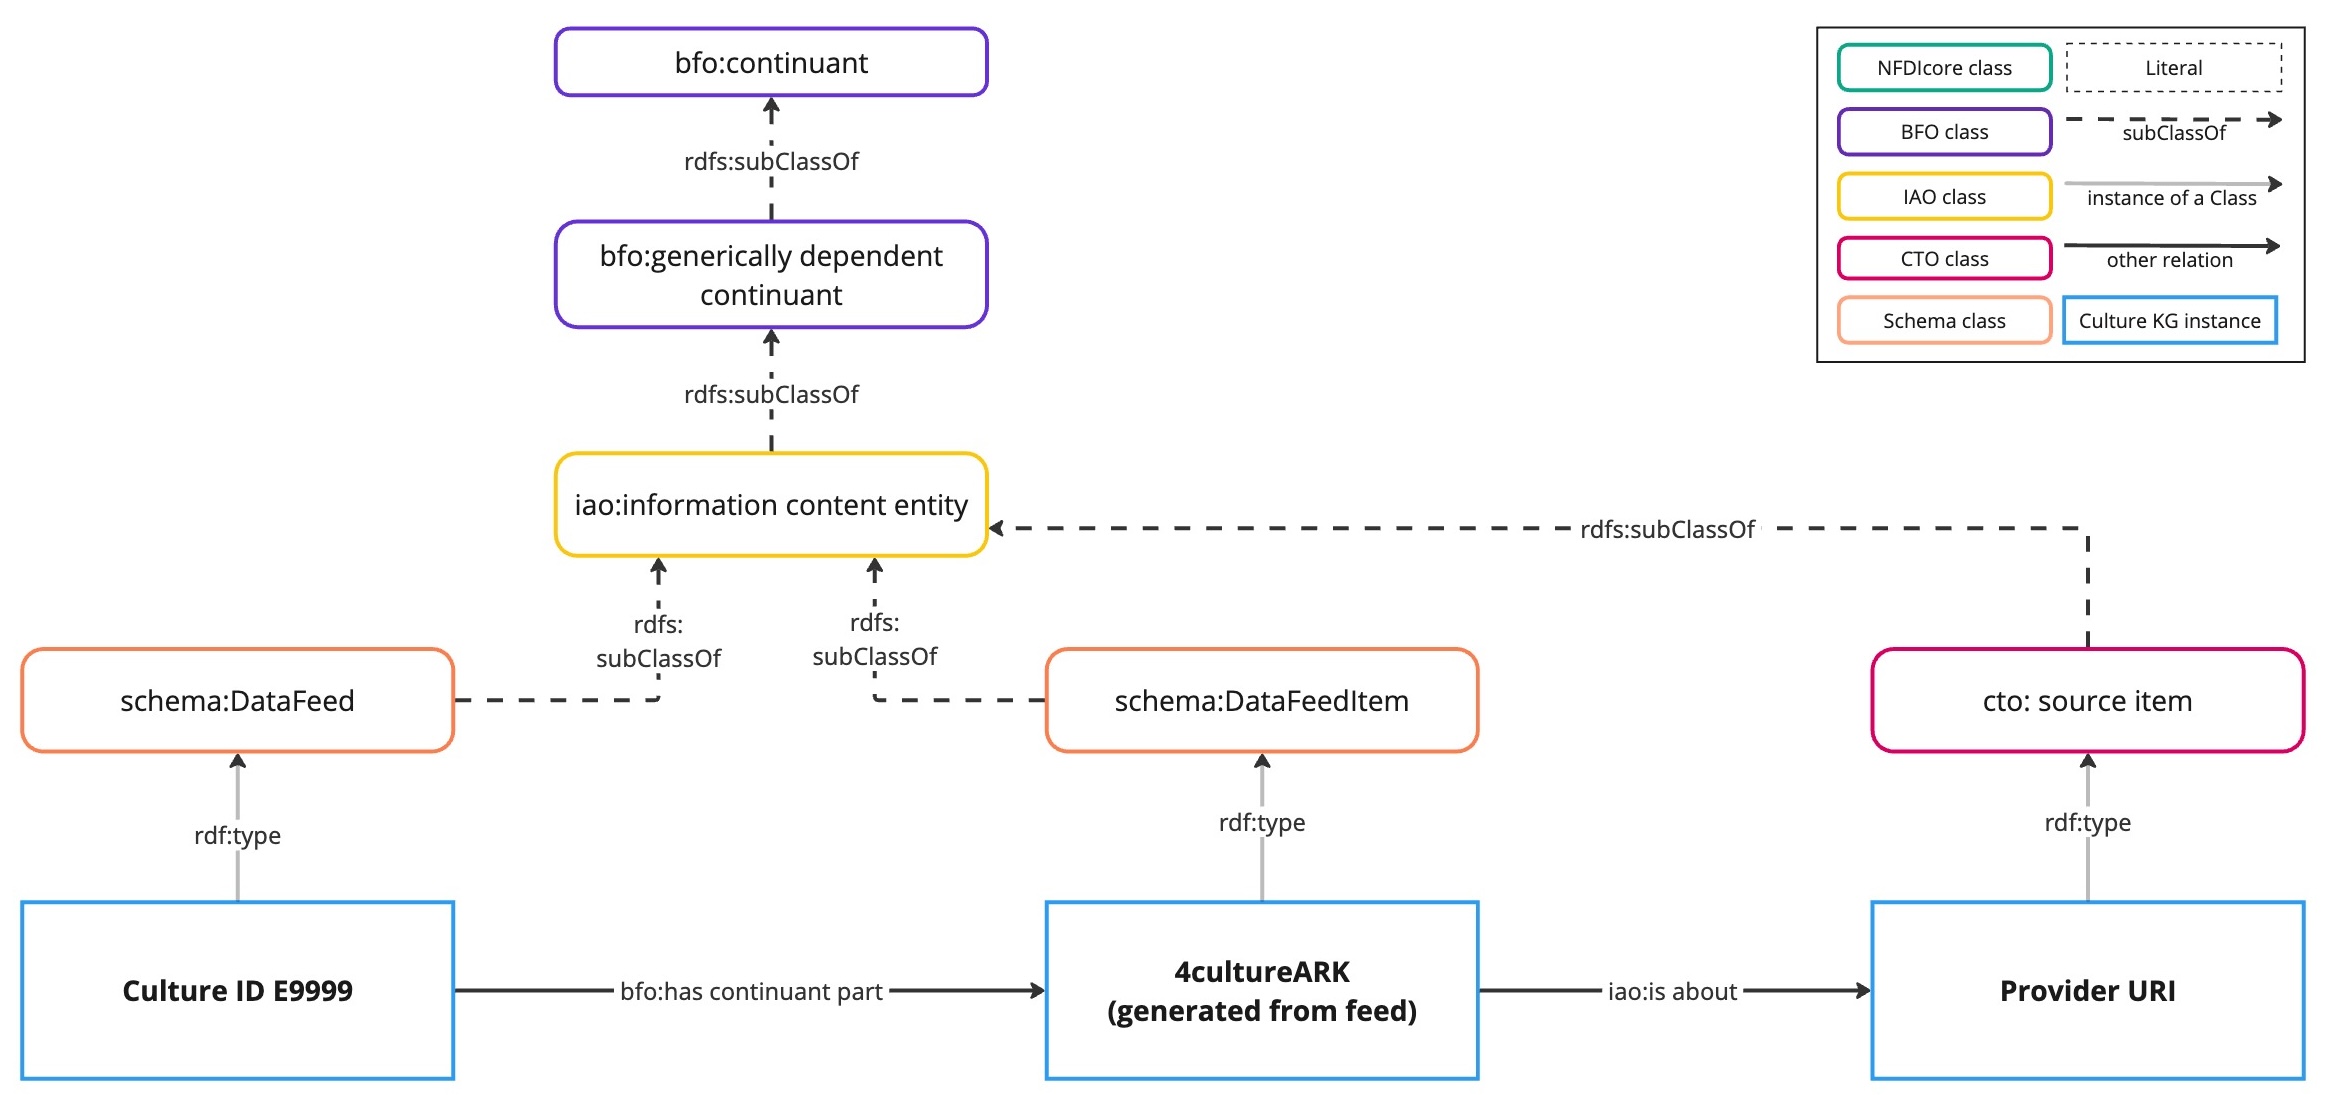 bfo:continuant
rdfs:subClassOf
bfo:generically dependent
continuant
rdfs:subClassOf
iao:information content entity
rdfs:subClassOf
rdfs:
subClassOf
rdfs:
subClassOf
schema:DataFeed
schema:DataFeedItem
cto: source item
rdf:type
rdf:type
rdf:type
Culture ID E9999
bfo:has continuant part
4cultureARK
(generated from feed)
iao:is about
Provider URI
NFDIcore class
Literal
BFO class
subClassOf
IAO class
instance of a Class
CTO class
other relation
Schema class
Culture KG instance